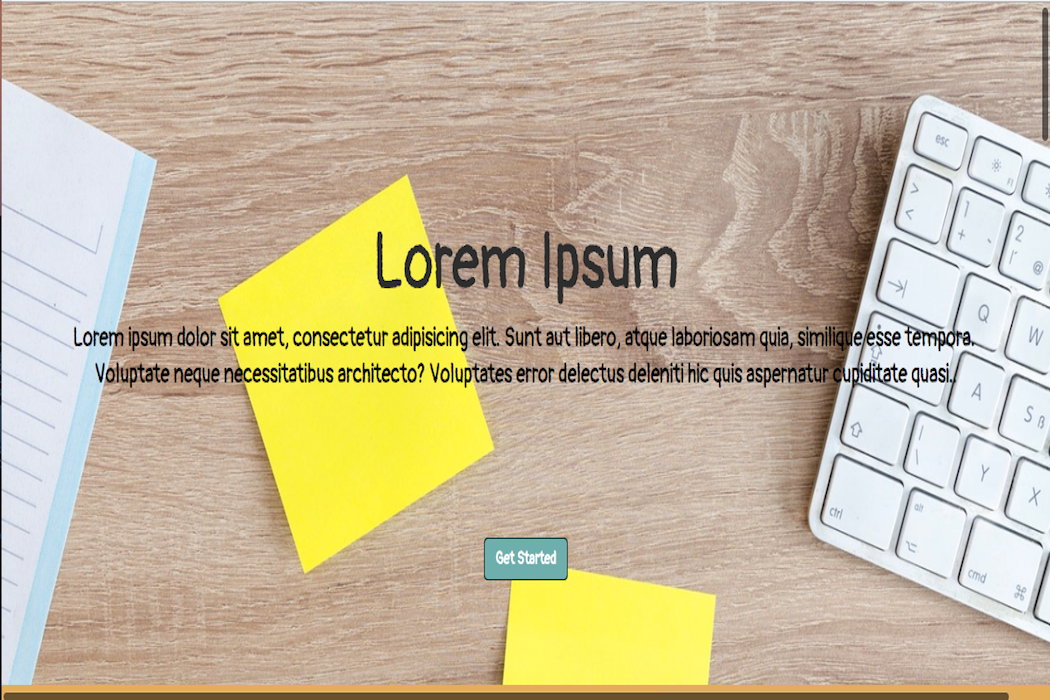 Lorem Ipsum
Lorem ipsum dolor sit amet, consectetur adipisicing elit. Sunt aut libero, atque laboriosam quia, similique esse tempora.
Voluptate neque necessitatibus architecto? Voluptates error delectus deleniti hic quis aspernatur cupiditate quasi..
Get Started
esc
F1
> <
1 + `
2 @
Q
W
A
S ß
Y
X
ctrl
alt
cmd